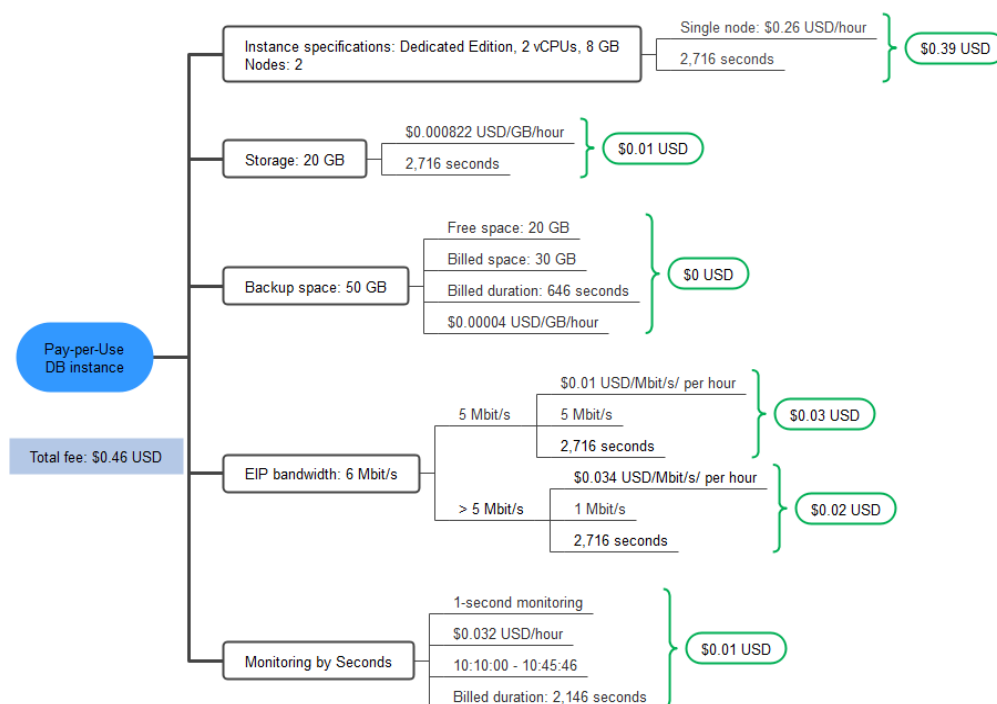 Instance specifications: Dedicated Edition, 2 vCPUs, 8 GB
Nodes: 2
Single node: $0.26 USD/hour
2,716 seconds
$0.39 USD
Storage: 20 GB
$0.000822 USD/GB/hour
2,716 seconds
$0.01 USD
Backup space: 50 GB
Free space: 20 GB
Billed space: 30 GB
Billed duration: 646 seconds
$0.00004 USD/GB/hour
$0 USD
Pay-per-Use
DB instance
Total fee: $0.46 USD
EIP bandwidth: 6 Mbit/s
5 Mbit/s
$0.01 USD/Mbit/s/ per hour
5 Mbit/s
2,716 seconds
$0.03 USD
> 5 Mbit/s
$0.034 USD/Mbit/s/ per hour
1 Mbit/s
2,716 seconds
$0.02 USD
Monitoring by Seconds
1-second monitoring
$0.032 USD/hour
10:10:00 - 10:45:46
Billed duration: 2,146 seconds
$0.01 USD